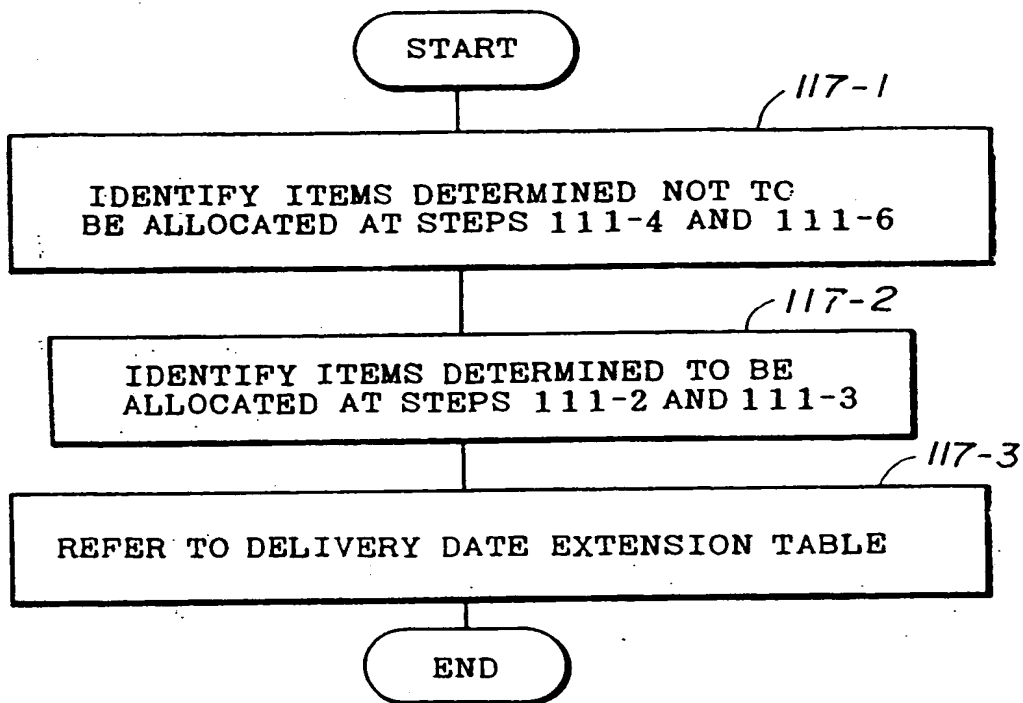 START
117-1
IDENTIFY ITEMS DETERMINED NOT TO
BE ALLOCATED AT STEPS 111-4 AND 111-6
117-2
IDENTIFY ITEMS DETERMINED TO BE
ALLOCATED AT STEPS 111-2 AND 111-3
117-3
REFER TO DELIVERY DATE EXTENSION TABLE
END